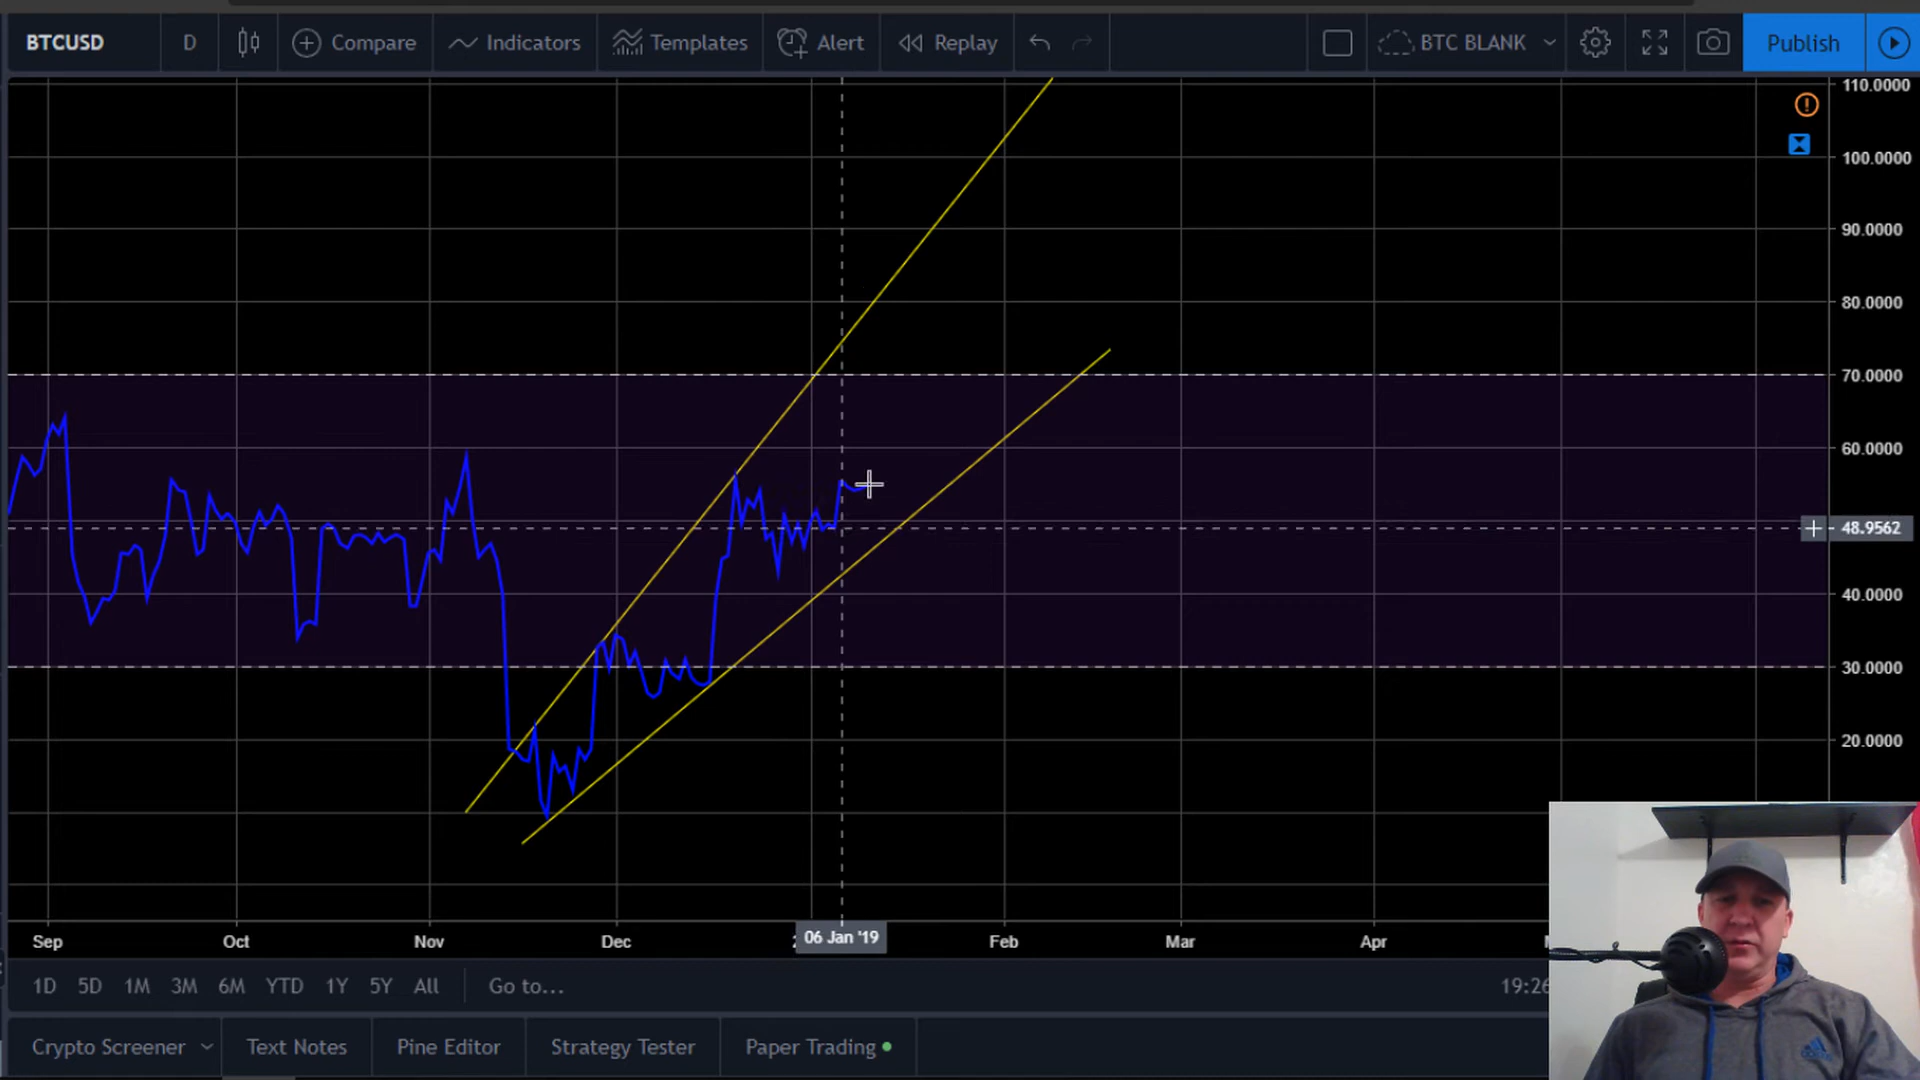 BTCUSD D Compare Indicators Templates Alert Replay BTC BLANK Publish
110.0000
100.0000
90.0000
80.0000
70.0000
60.0000
48.9562
40.0000
30.0000
20.0000
Sep Oct Nov Dec 06 Jan '19 Feb Mar Apr
1D 5D 1M 3M 6M YTD 1Y 5Y All Go to... 19:26
Crypto Screener Text Notes Pine Editor Strategy Tester Paper Trading
adidas